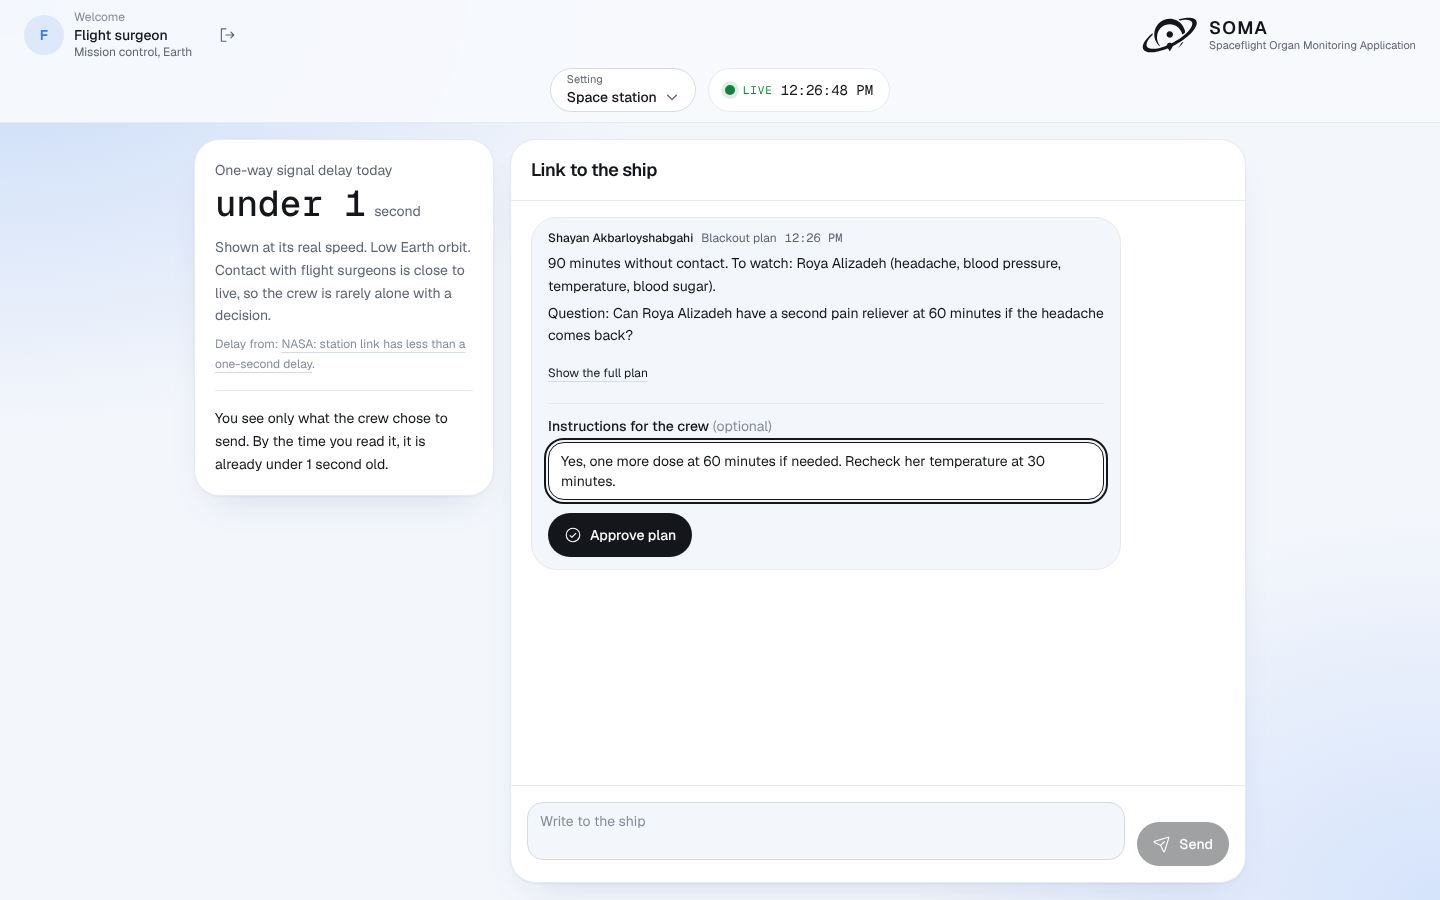 F
Welcome
Flight surgeon
Mission control, Earth
SOMA
Spaceflight Organ Monitoring Application
Setting
Space station
LIVE 12:26:48 PM
One-way signal delay today
under 1 second
Shown at its real speed. Low Earth orbit.
Contact with flight surgeons is close to
live, so the crew is rarely alone with a
decision.
Delay from: NASA: station link has less than a
one-second delay.
You see only what the crew chose to
send. By the time you read it, it is
already under 1 second old.
Link to the ship
Shayan Akbarloyshabgahi Blackout plan 12:26 PM
90 minutes without contact. To watch: Roya Alizadeh (headache, blood pressure,
temperature, blood sugar).
Question: Can Roya Alizadeh have a second pain reliever at 60 minutes if the headache
comes back?
Show the full plan
Instructions for the crew (optional)
Yes, one more dose at 60 minutes if needed. Recheck her temperature at 30
minutes.
Approve plan
Write to the ship
Send